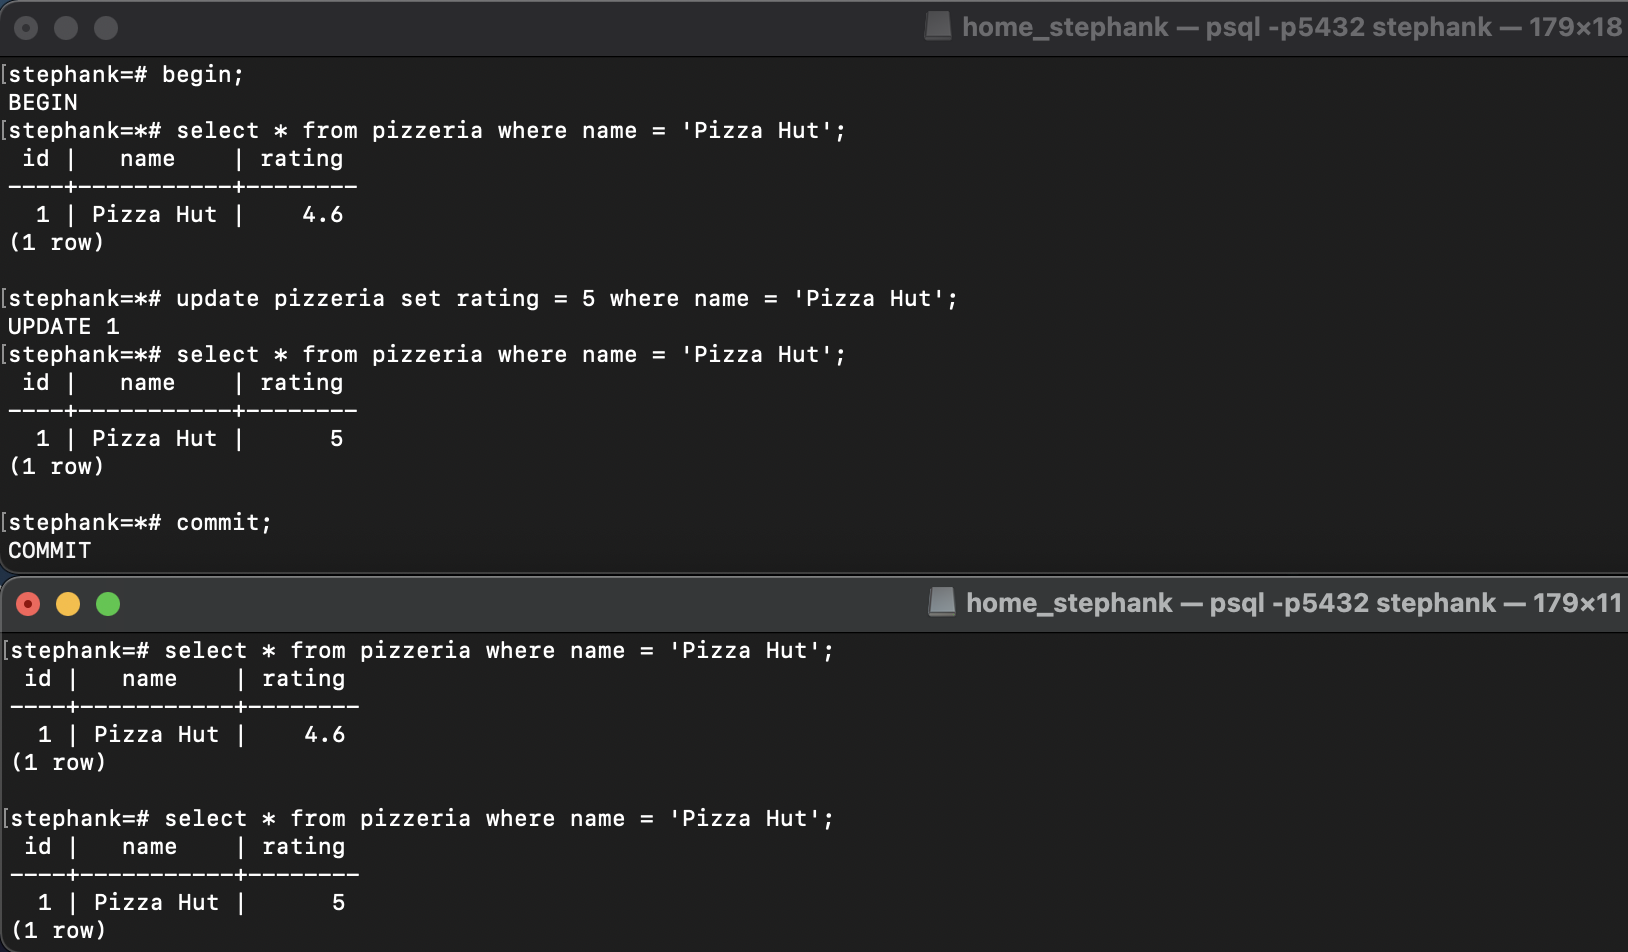 home_stephank — psql -p5432 stephank — 179×18
stephank=# begin;
BEGIN
stephank=*# select * from pizzeria where name = 'Pizza Hut';
 id |   name    | rating
----+-----------+--------
  1 | Pizza Hut |    4.6
(1 row)
stephank=*# update pizzeria set rating = 5 where name = 'Pizza Hut';
UPDATE 1
stephank=*# select * from pizzeria where name = 'Pizza Hut';
 id |   name    | rating
----+-----------+--------
  1 | Pizza Hut |      5
(1 row)
stephank=*# commit;
COMMIT
home_stephank — psql -p5432 stephank — 179×11
stephank=# select * from pizzeria where name = 'Pizza Hut';
 id |   name    | rating
----+-----------+--------
  1 | Pizza Hut |    4.6
(1 row)
stephank=# select * from pizzeria where name = 'Pizza Hut';
 id |   name    | rating
----+-----------+--------
  1 | Pizza Hut |      5
(1 row)